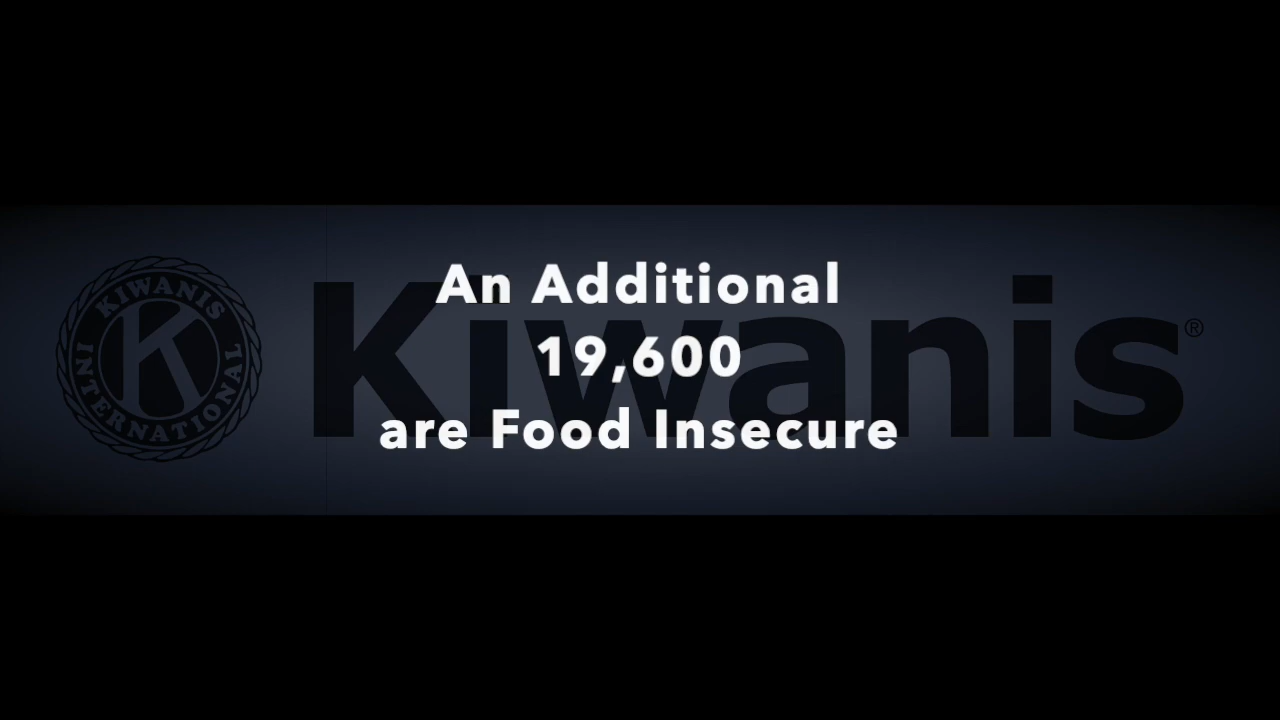 An Additional
19,600
are Food Insecure
KIWANIS
K
INTERNATIONAL
Kiwanis®